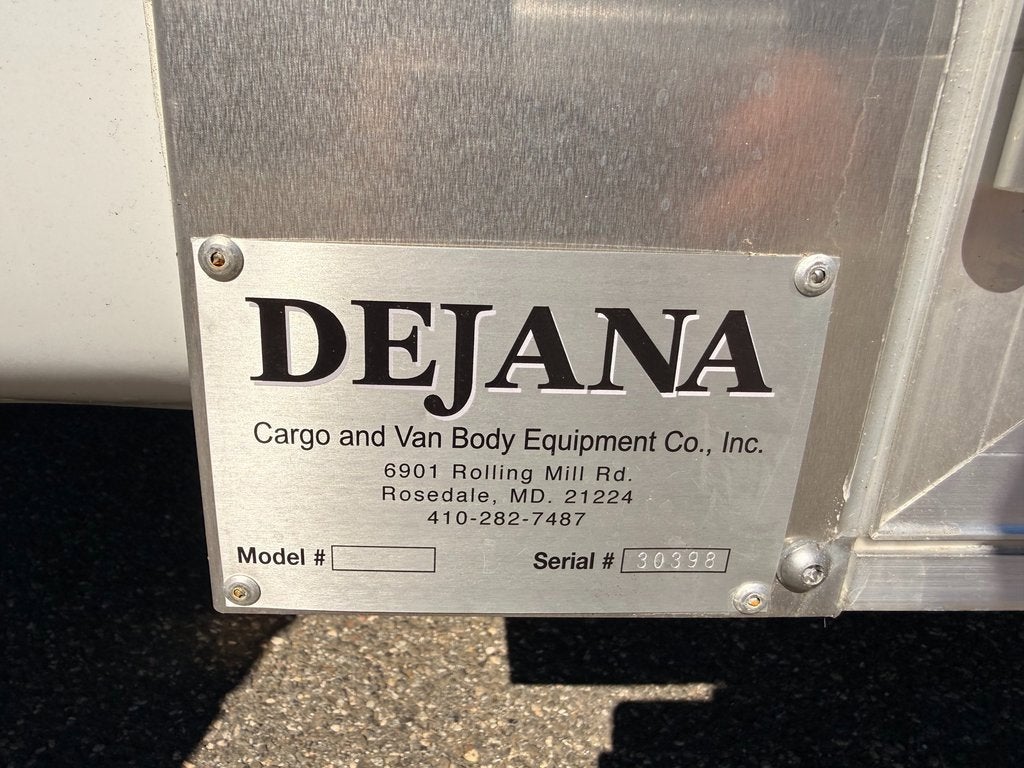 DEJANA
Cargo and Van Body Equipment Co., Inc.
6901 Rolling Mill Rd.
Rosedale, MD. 21224
410-282-7487
Model # Serial # 30398